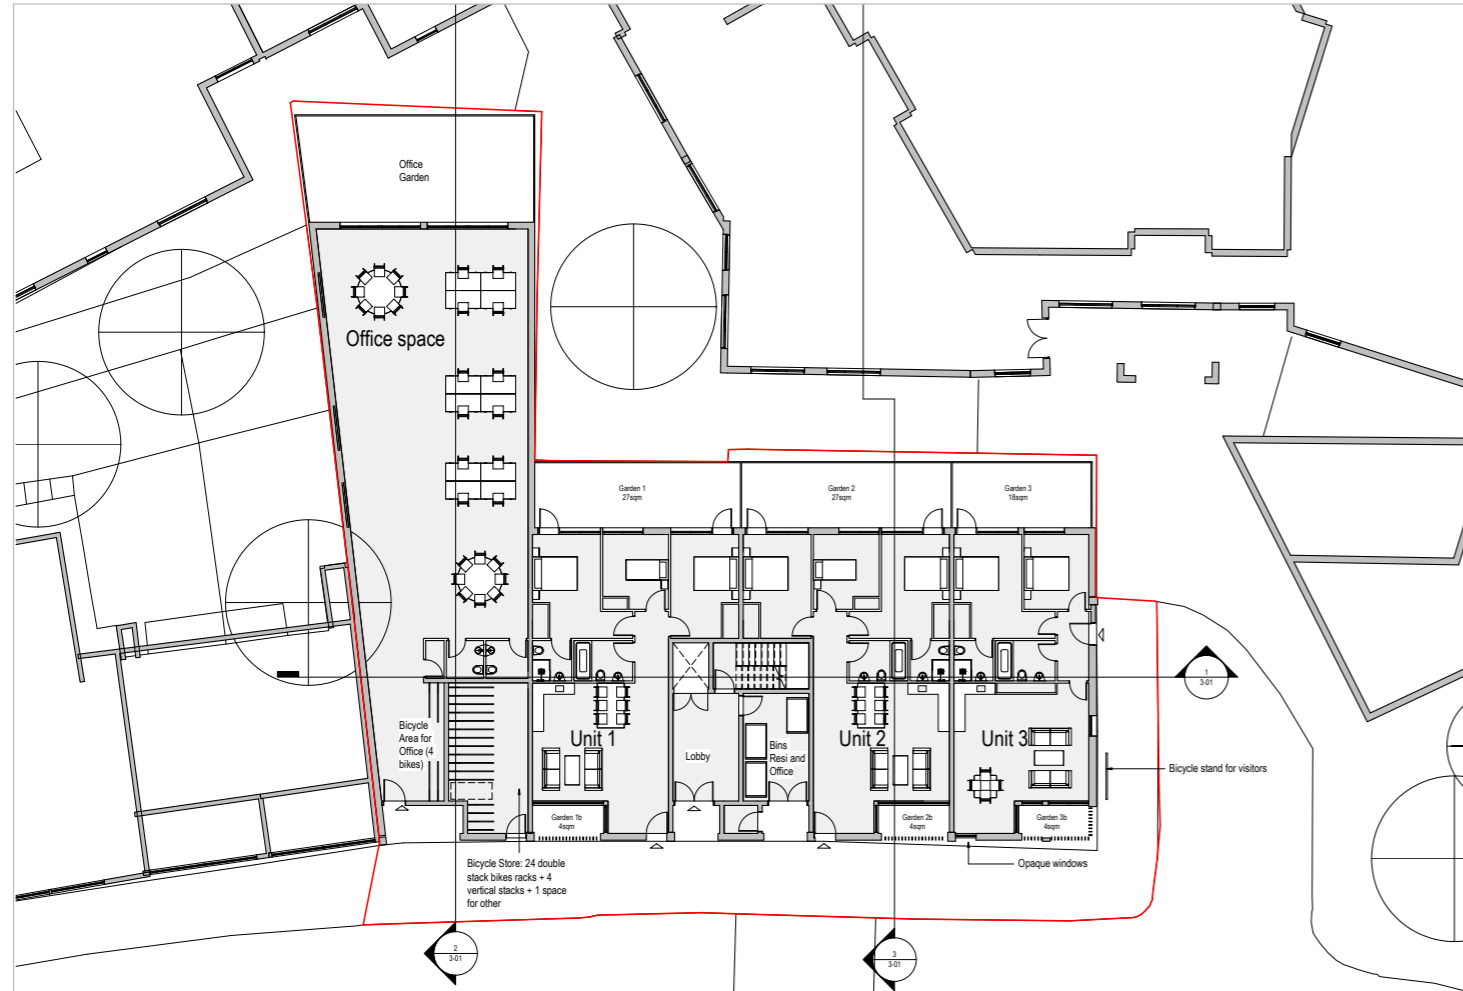 Office
Garden
Office space
Garden 1
27sqm
Garden 2
27sqm
Garden 3
18sqm
1
3-01
Bicycle
Area for
Office (4
bikes)
Unit 1
Lobby
Bins
Resi and
Office
Unit 2
Unit 3
Bicycle stand for visitors
Garden 1b
4sqm
Garden 2b
4sqm
Garden 3b
4sqm
Bicycle Store: 24 double
stack bikes racks + 4
vertical stacks + 1 space
for other
Opaque windows
2
3-01
3
3-01